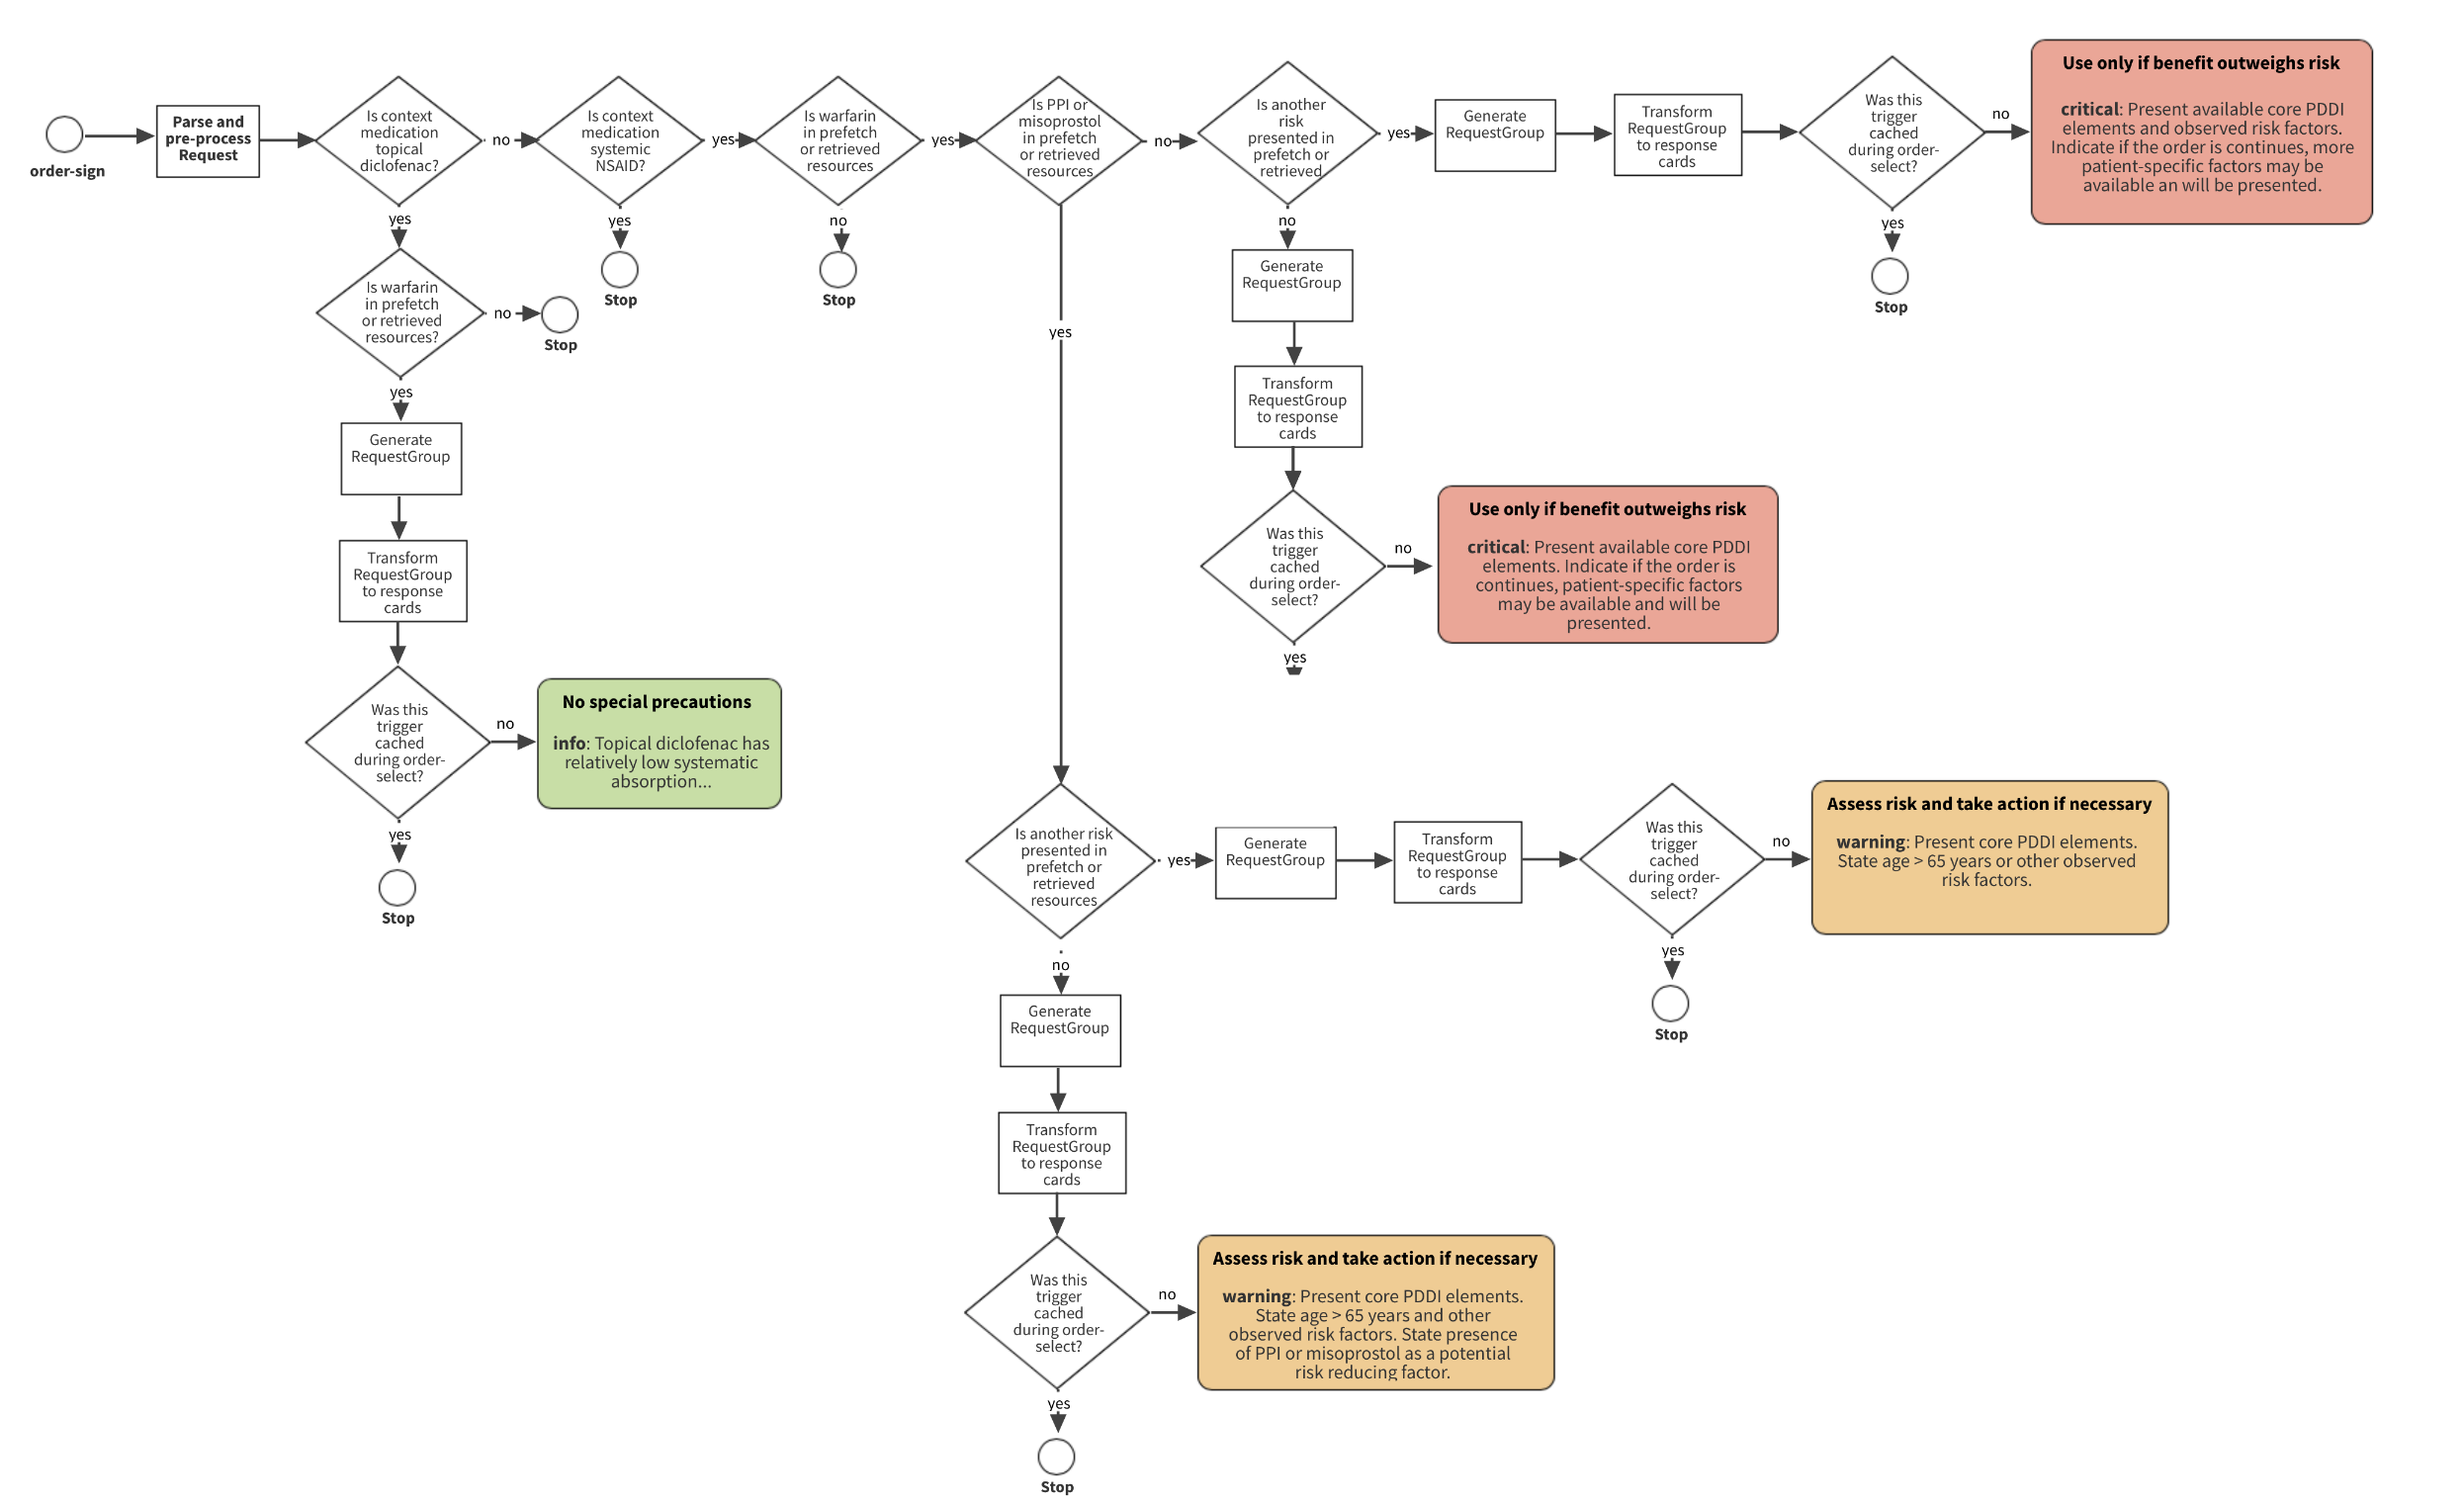 order-sign
Parse and
pre-process
Request
Is context
medication
topical
diclofenac?
no
Is context
medication
systemic
NSAID?
yes
Is warfarin
in prefetch
or retrieved
resources
yes
Is PPI or
misoprostol
in prefetch
or retrieved
resources
no
Is another
risk
presented in
prefetch or
retrieved
yes
Generate
RequestGroup
Transform
RequestGroup
to response
cards
Was this
trigger
cached
during order-
select?
no
Use only if benefit outweighs risk
critical: Present available core PDDI
elements and observed risk factors.
Indicate if the order is continues, more
patient-specific factors may be
available an will be presented.
yes
yes
no
no
yes
Stop
Stop
Stop
Is warfarin
in prefetch
or retrieved
resources?
no
Stop
yes
Generate
RequestGroup
Transform
RequestGroup
to response
cards
Was this
trigger
cached
during order-
select?
no
No special precautions
info: Topical diclofenac has
relatively low systematic
absorption...
yes
Stop
Generate
RequestGroup
Transform
RequestGroup
to response
cards
Was this
trigger
cached
during order-
select?
no
Use only if benefit outweighs risk
critical: Present available core PDDI
elements. Indicate if the order is
continues, patient-specific factors
may be available and will be
presented.
yes
yes
Is another risk
presented in
prefetch or
retrieved
resources
yes
Generate
RequestGroup
Transform
RequestGroup
to response
cards
Was this
trigger
cached
during order-
select?
no
Assess risk and take action if necessary
warning: Present core PDDI elements.
State age > 65 years or other observed
risk factors.
yes
Stop
no
Generate
RequestGroup
Transform
RequestGroup
to response
cards
Was this
trigger
cached
during order-
select?
no
Assess risk and take action if necessary
warning: Present core PDDI elements.
State age > 65 years and other
observed risk factors. State presence
of PPI or misoprostol as a potential
risk reducing factor.
yes
Stop